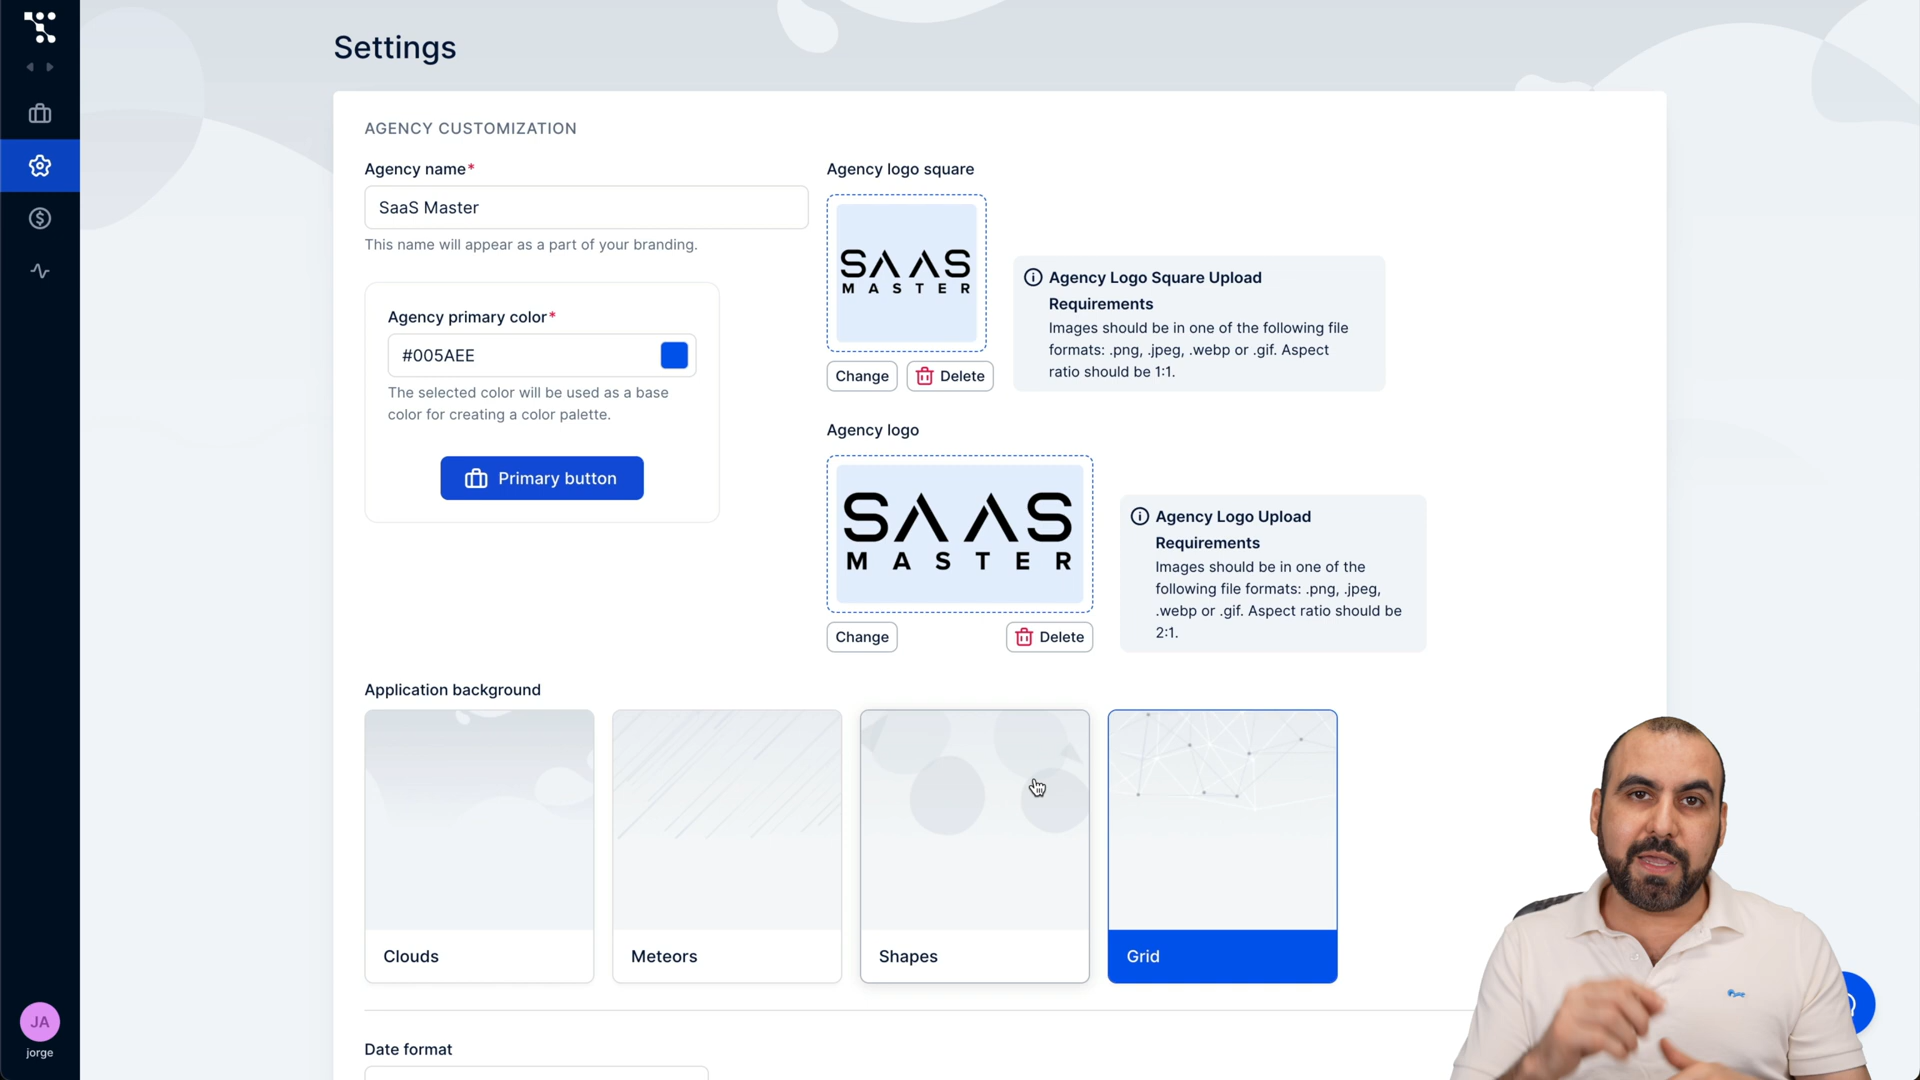 Settings
AGENCY CUSTOMIZATION
Agency name*
SaaS Master
This name will appear as a part of your branding.
Agency primary color*
#005AEE
The selected color will be used as a base
color for creating a color palette.
Primary button
Agency logo square
SAAS
MASTER
Change
Delete
Agency Logo Square Upload
Requirements
Images should be in one of the following file
formats: .png, .jpeg, .webp or .gif. Aspect
ratio should be 1:1.
Agency logo
SAAS
MASTER
Change
Delete
Agency Logo Upload
Requirements
Images should be in one of the
following file formats: .png, .jpeg,
.webp or .gif. Aspect ratio should be
2:1.
Application background
Clouds
Meteors
Shapes
Grid
Date format
JA
jorge